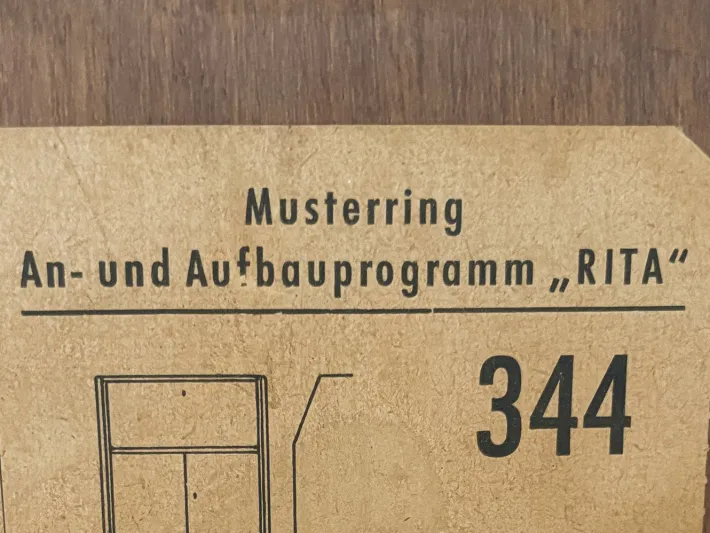 Musterring
An- und Aufbauprogramm „RITA“
344